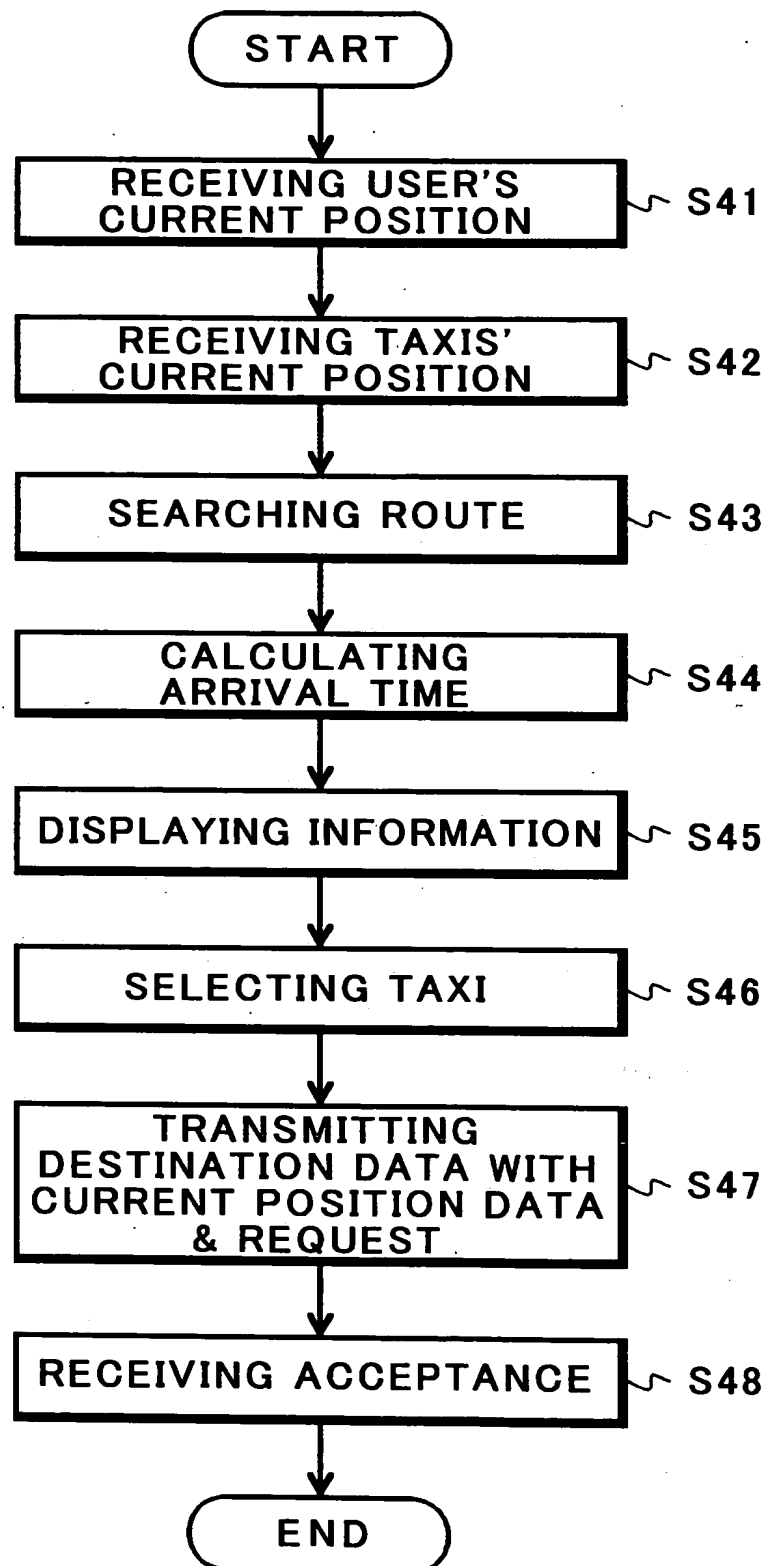 START
RECEIVING USER'S
CURRENT POSITION
S41
RECEIVING TAXIS'
CURRENT POSITION
S42
SEARCHING ROUTE
S43
CALCULATING
ARRIVAL TIME
S44
DISPLAYING INFORMATION
S45
SELECTING TAXI
S46
TRANSMITTING
DESTINATION DATA WITH
CURRENT POSITION DATA
& REQUEST
S47
RECEIVING ACCEPTANCE
S48
END